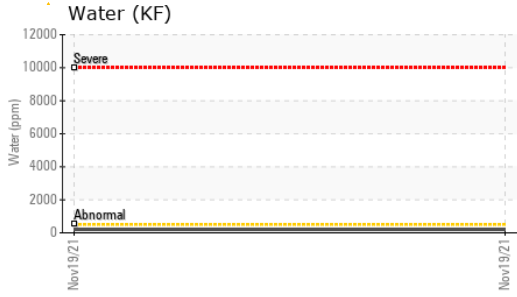 Water (KF)
12000
Severe
10000
8000
6000
Water (ppm)
4000
2000
Abnormal
0
Nov19/21
Nov19/21